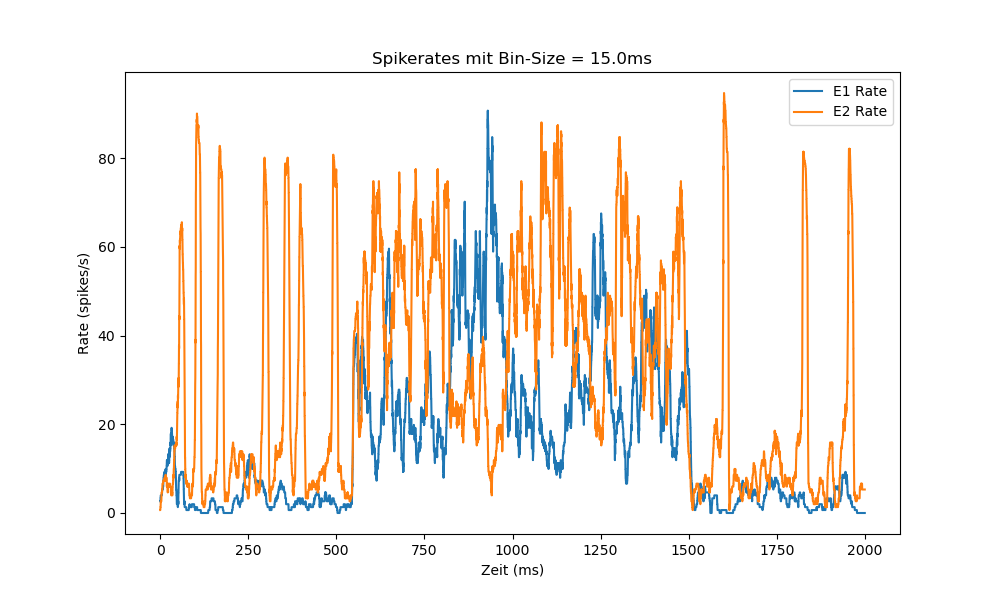 Spikerates mit Bin-Size = 15.0ms
E1 Rate
E2 Rate
Rate (spikes/s)
80
60
40
20
0
0 250 500 750 1000 1250 1500 1750 2000
Zeit (ms)